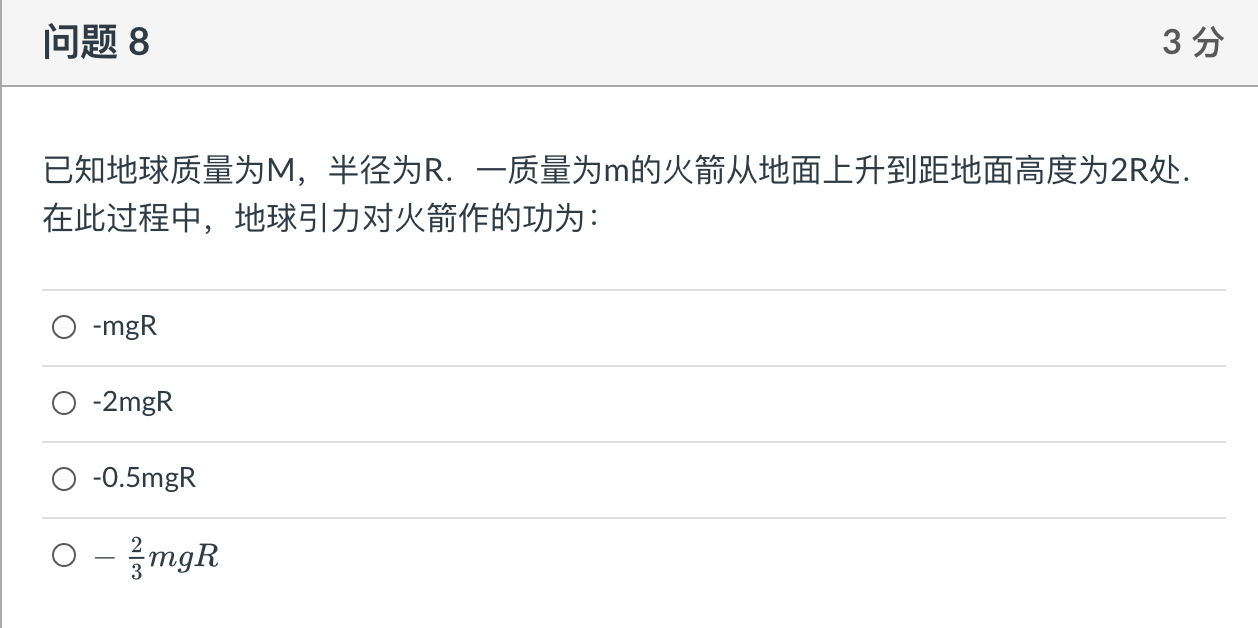 问题 8
3 分
已知地球质量为M，半径为R．一质量为m的火箭从地面上升到距地面高度为2R处．
在此过程中，地球引力对火箭作的功为：
-mgR
-2mgR
-0.5mgR
$-\frac{2}{3}mgR$